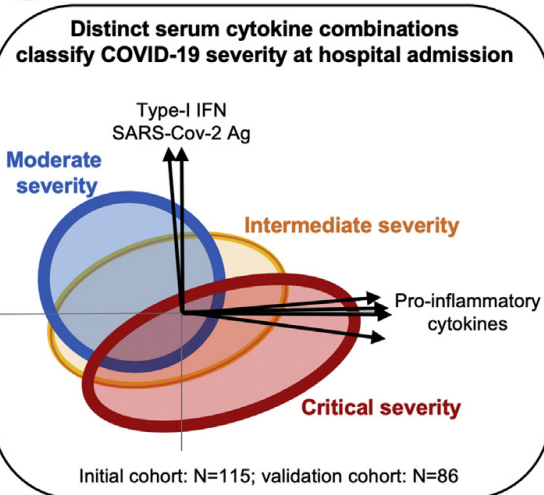 Distinct serum cytokine combinations
classify COVID-19 severity at hospital admission
Type-I IFN
SARS-Cov-2 Ag
Moderate
severity
Intermediate severity
Pro-inflammatory
cytokines
Critical severity
Initial cohort: N=115; validation cohort: N=86